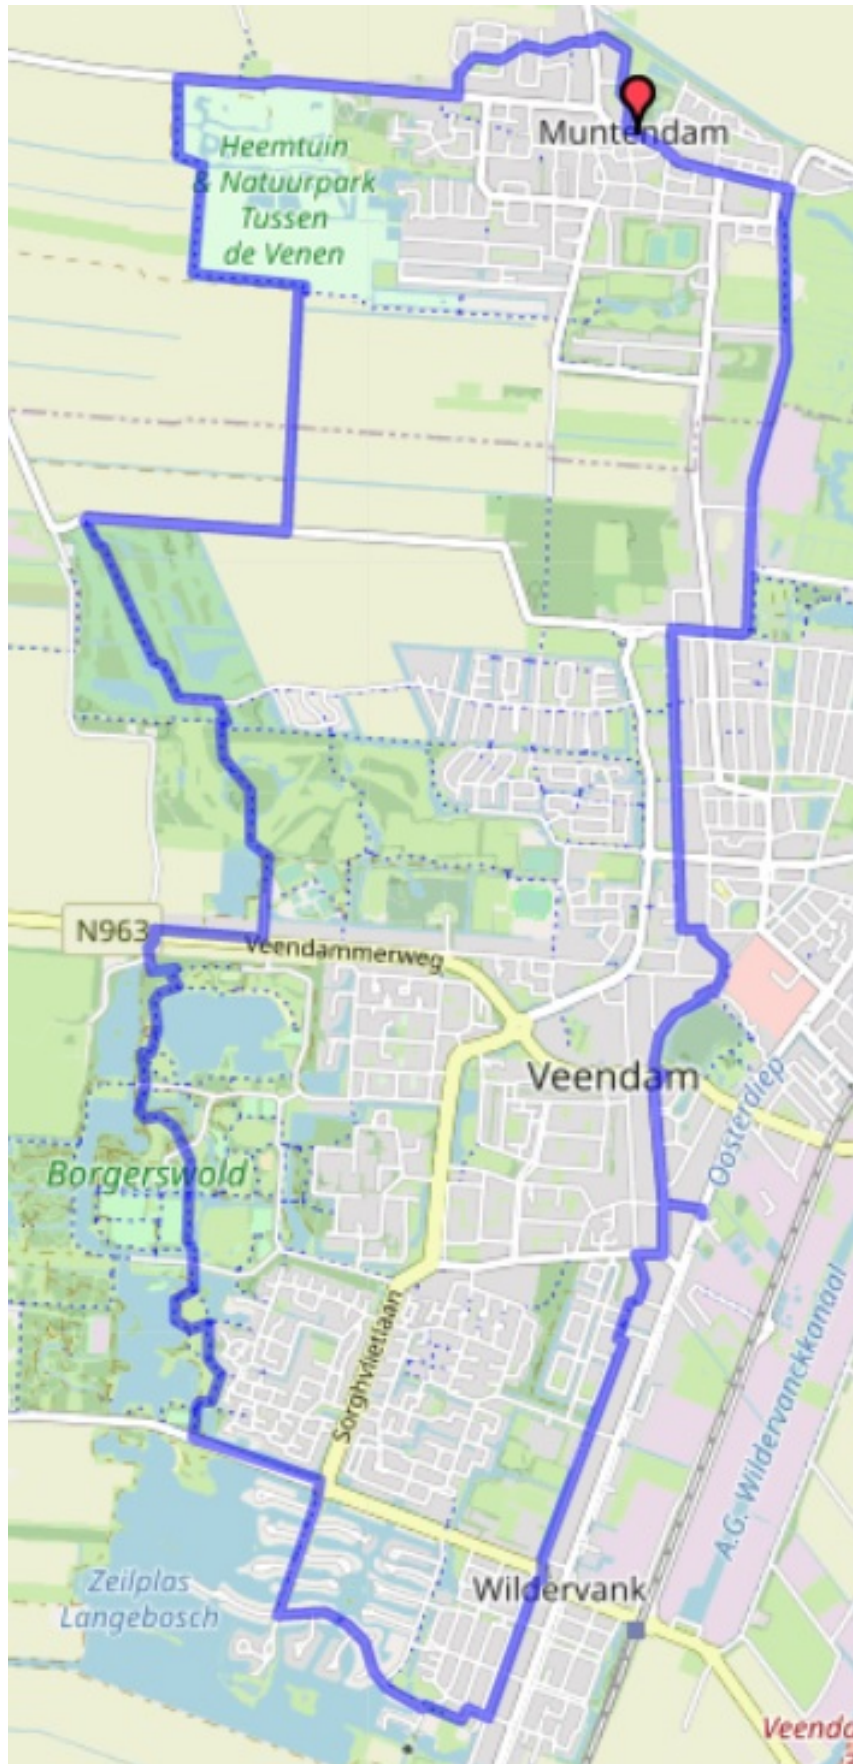 Muntendam
Heemtuin
& Natuurpark
Tussen
de Venen
N963
Veendammerweg
Veendam
Oosterdiep
Borgerswold
Sorghvlietlaan
A.G. Wildervanckkanaal
Zeilplas
Langebosch
Wildervank